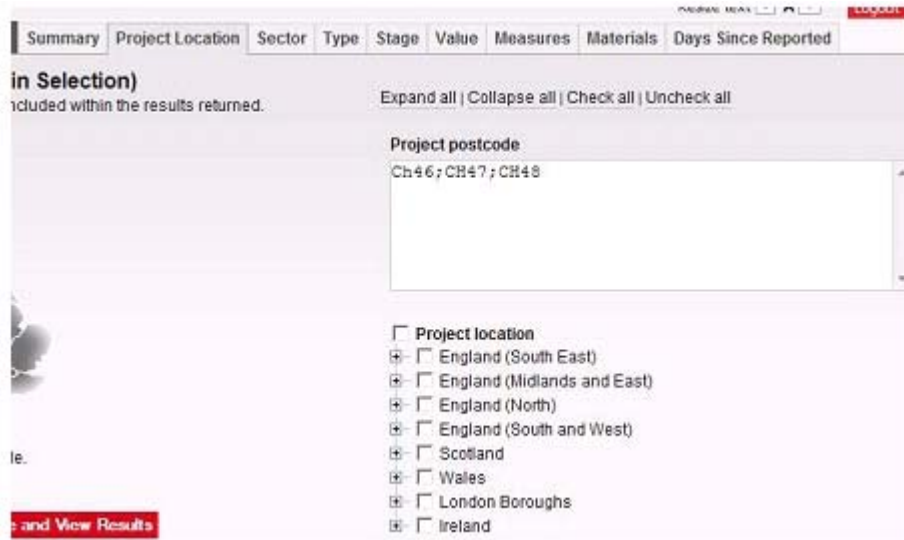 Resize text A Logout
Summary Project Location Sector Type Stage Value Measures Materials Days Since Reported
in Selection)
ncluded within the results returned.
Expand all | Collapse all | Check all | Uncheck all
Project postcode
Ch46;CH47;CH48
Project location
England (South East)
England (Midlands and East)
England (North)
England (South and West)
Scotland
le.
Wales
London Boroughs
e and View Results
Ireland